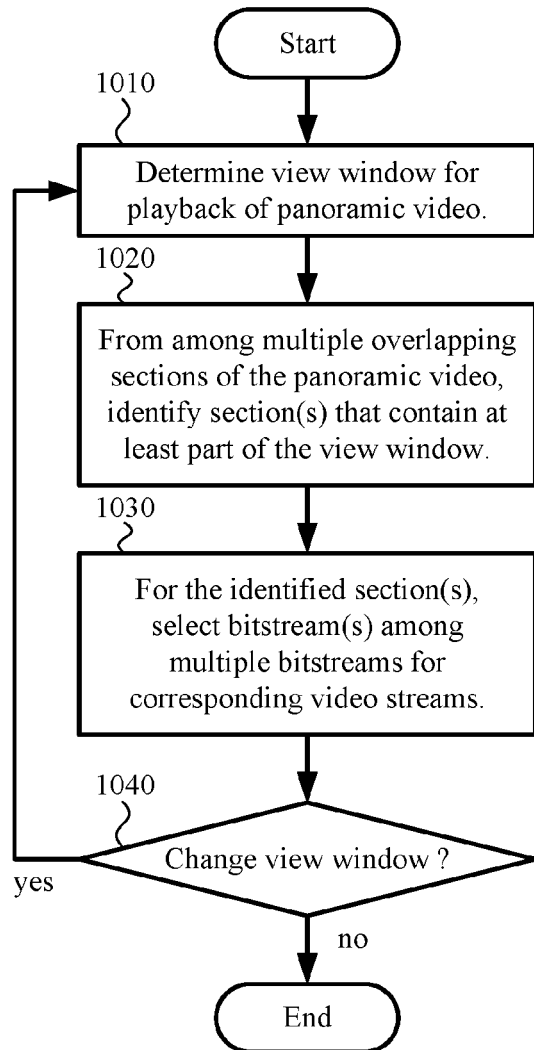 Start
1010
Determine view window for
playback of panoramic video.
1020
From among multiple overlapping
sections of the panoramic video,
identify section(s) that contain at
least part of the view window.
1030
For the identified section(s),
select bitstream(s) among
multiple bitstreams for
corresponding video streams.
1040
Change view window ?
yes
no
End